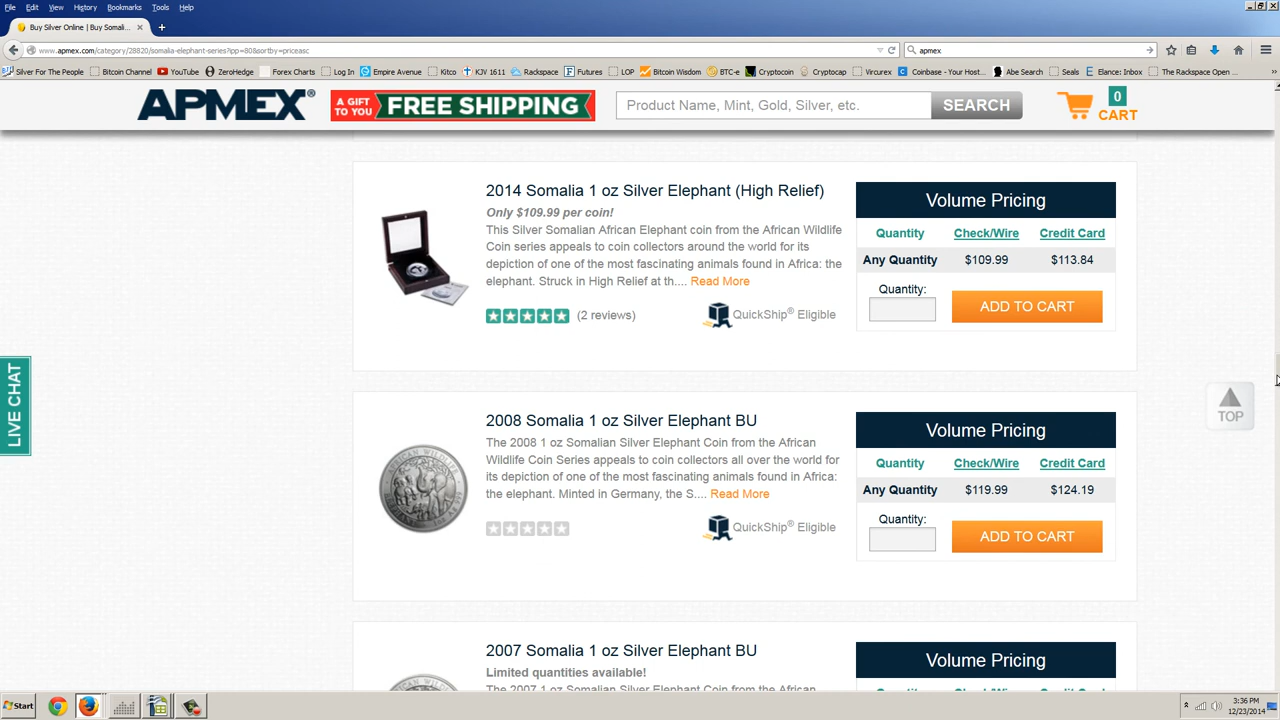 File Edit View History Bookmarks Tools Help
Buy Silver Online | Buy Somali...
www.apmex.com/category/28820/somalia-elephant-series?ipp=80&sortby=priceasc
apmex
Silver For The People Bitcoin Channel YouTube ZeroHedge Forex Charts Log In Empire Avenue Kitco KJV 1611 Rackspace Futures LOP Bitcoin Wisdom BTC-e Cryptocoin Cryptocap Vircurex Coinbase - Your Host... Abe Search Seals Elance: Inbox The Rackspace Open ...
APMEX® A GIFT TO YOU FREE SHIPPING Product Name, Mint, Gold, Silver, etc. SEARCH 0 CART
2014 Somalia 1 oz Silver Elephant (High Relief)
Only $109.99 per coin!
This Silver Somalian African Elephant coin from the African Wildlife
Coin series appeals to coin collectors around the world for its
depiction of one of the most fascinating animals found in Africa: the
elephant. Struck in High Relief at th.... Read More
(2 reviews) QuickShip® Eligible
Volume Pricing
Quantity Check/Wire Credit Card
Any Quantity $109.99 $113.84
Quantity:
ADD TO CART
LIVE CHAT
TOP
2008 Somalia 1 oz Silver Elephant BU
The 2008 1 oz Somalian Silver Elephant Coin from the African
Wildlife Coin Series appeals to coin collectors all over the world for
its depiction of one of the most fascinating animals found in Africa:
the elephant. Minted in Germany, the S.... Read More
QuickShip® Eligible
Volume Pricing
Quantity Check/Wire Credit Card
Any Quantity $119.99 $124.19
Quantity:
ADD TO CART
2007 Somalia 1 oz Silver Elephant BU
Limited quantities available!
The 2007 1 oz Somalian Silver Elephant Coin from the African
Volume Pricing
Quantity Check/Wire Credit Card
Start
3:36 PM
12/23/2014